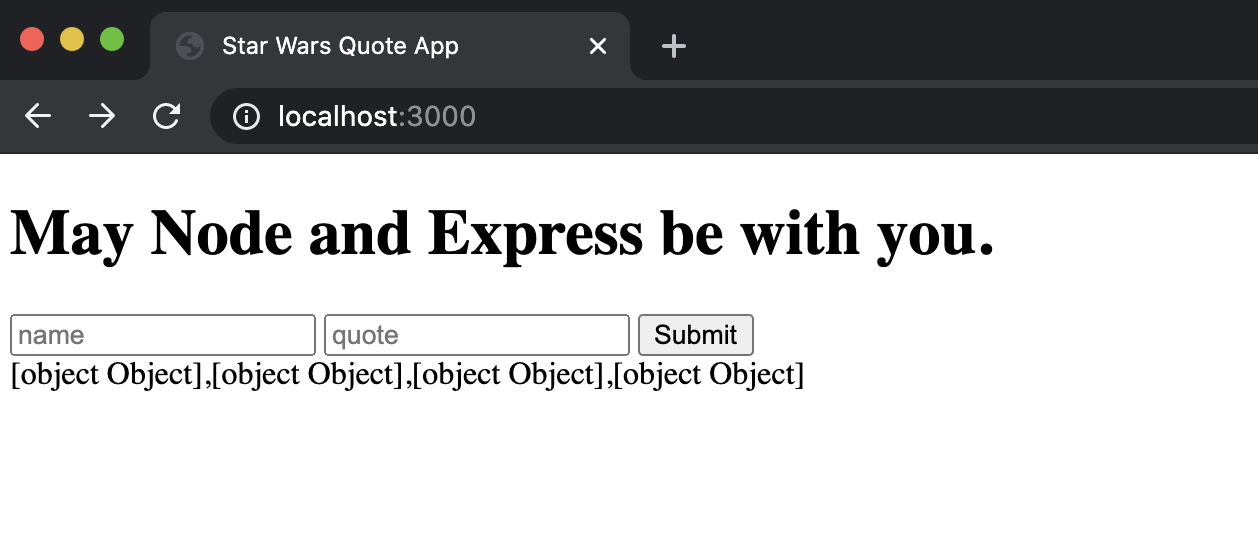 Star Wars Quote App
localhost:3000
May Node and Express be with you.
name quote Submit
[object Object],[object Object],[object Object],[object Object]